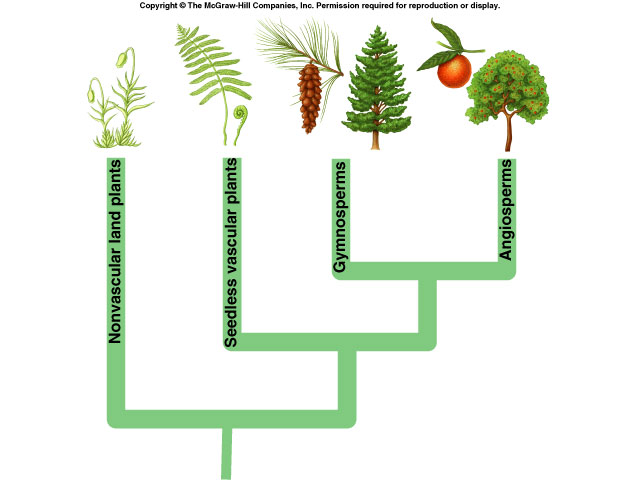 Copyright © The McGraw-Hill Companies, Inc. Permission required for reproduction or display.
Nonvascular land plants
Seedless vascular plants
Gymnosperms
Angiosperms